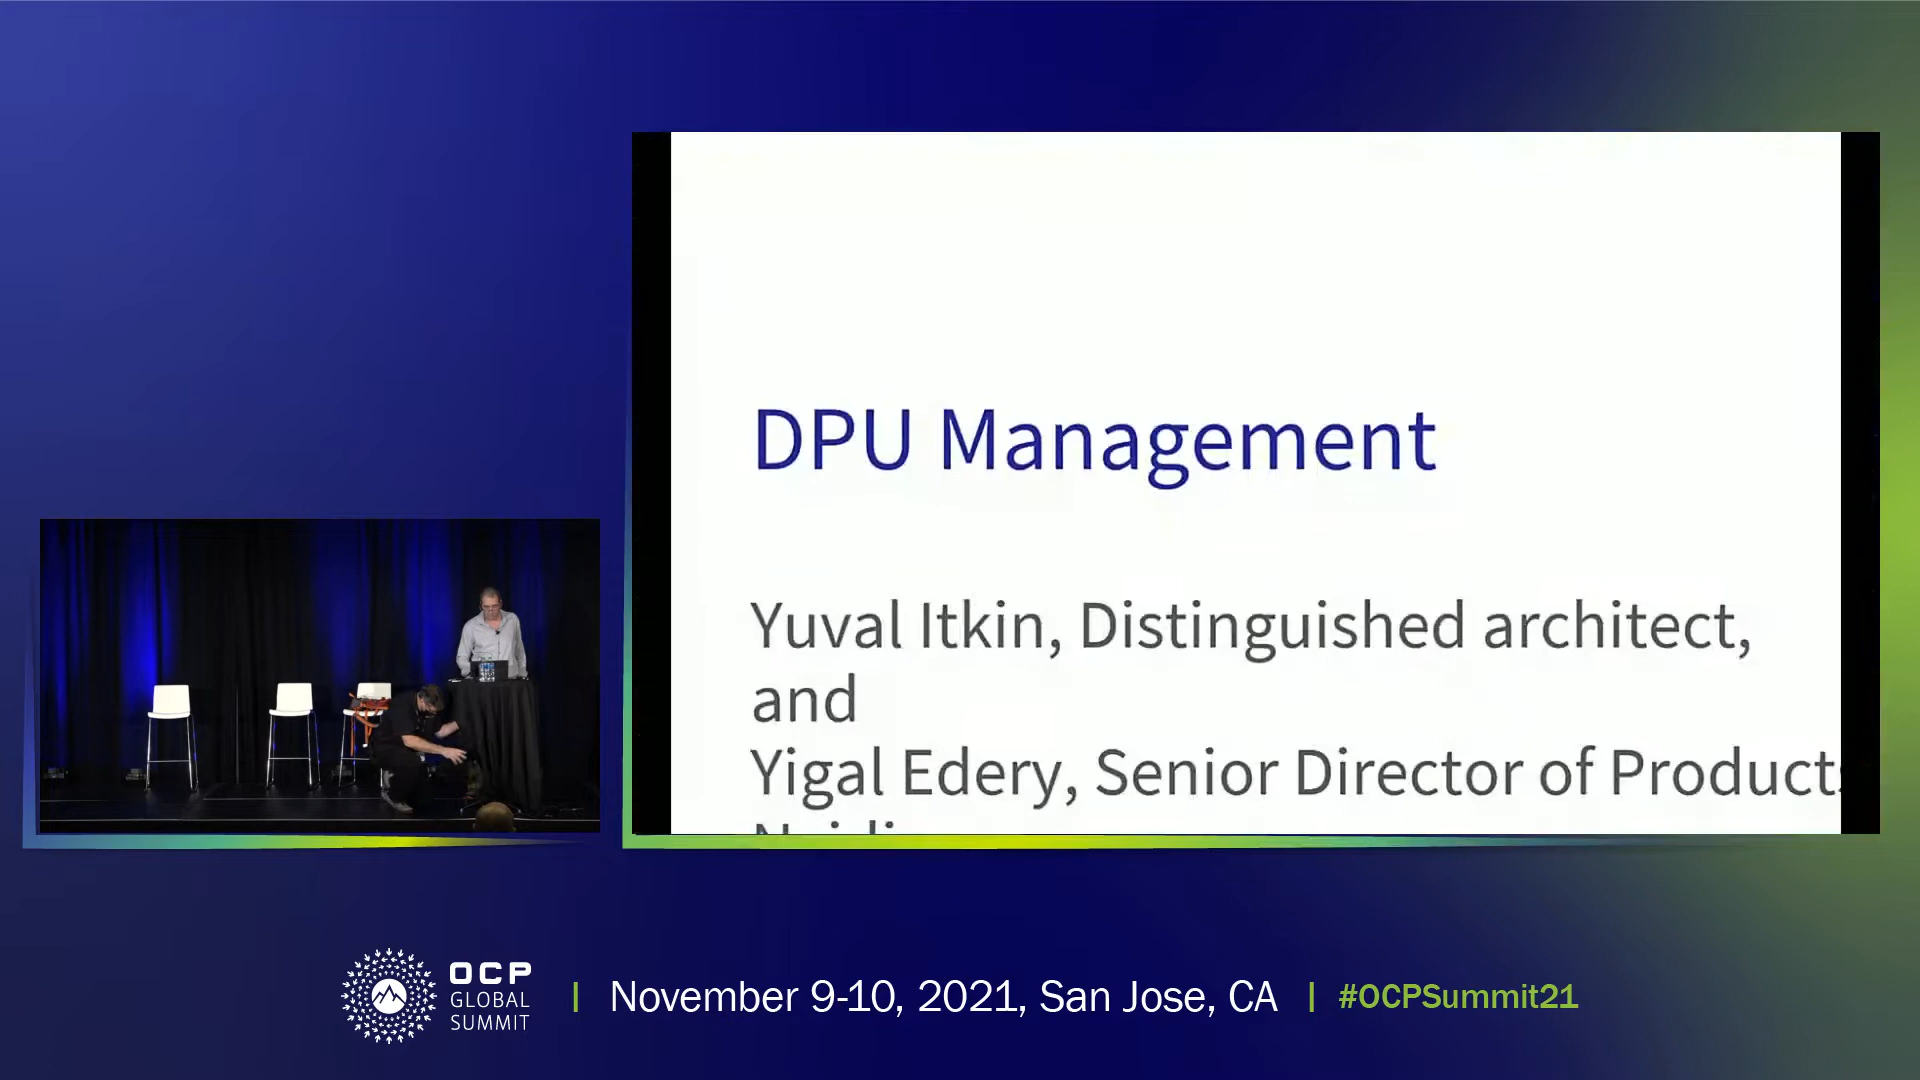 DPU Management
Yuval Itkin, Distinguished architect,
and
Yigal Edery, Senior Director of Products
OCP
GLOBAL
SUMMIT
November 9-10, 2021, San Jose, CA
#OCPSummit21